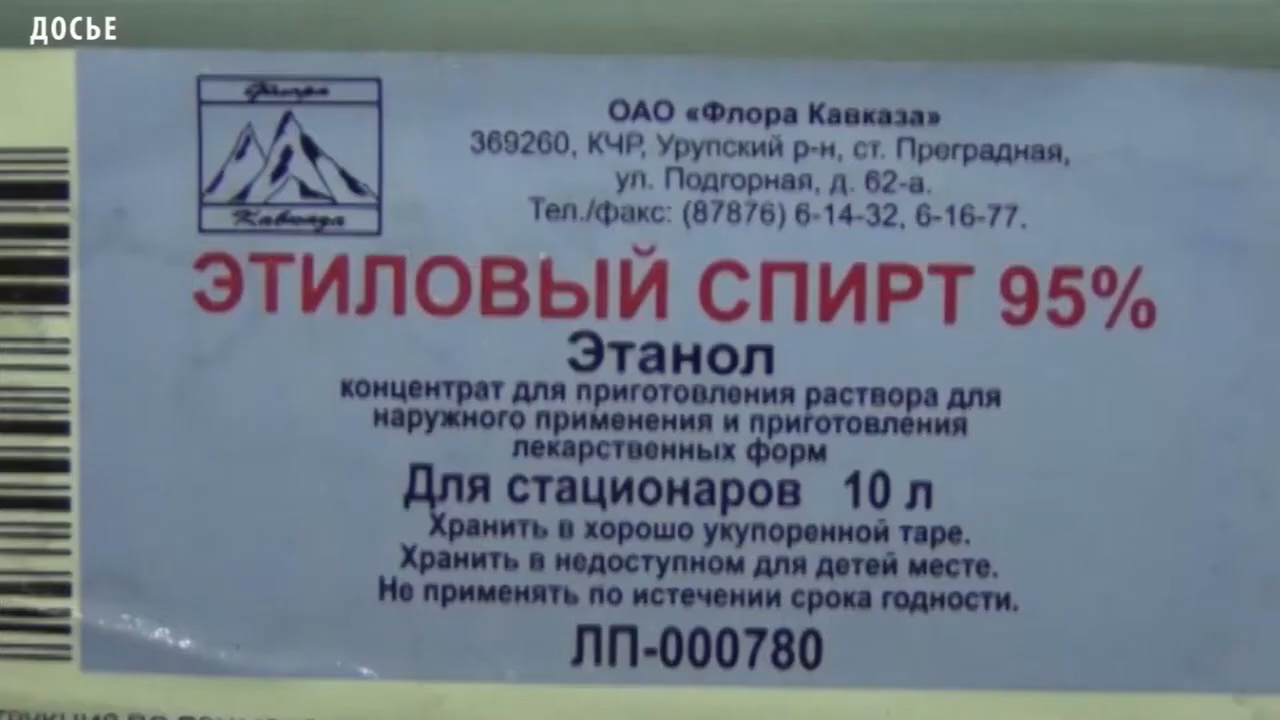 ДОСЬЕ
Флора
Кавказа
ОАО «Флора Кавказа»
369260, КЧР, Урупский р-н, ст. Преградная,
ул. Подгорная, д. 62-а.
Тел./факс: (87876) 6-14-32, 6-16-77.
ЭТИЛОВЫЙ СПИРТ 95%
Этанол
концентрат для приготовления раствора для
наружного применения и приготовления
лекарственных форм
Для стационаров 10 л
Хранить в хорошо укупоренной таре.
Хранить в недоступном для детей месте.
Не применять по истечении срока годности.
ЛП-000780